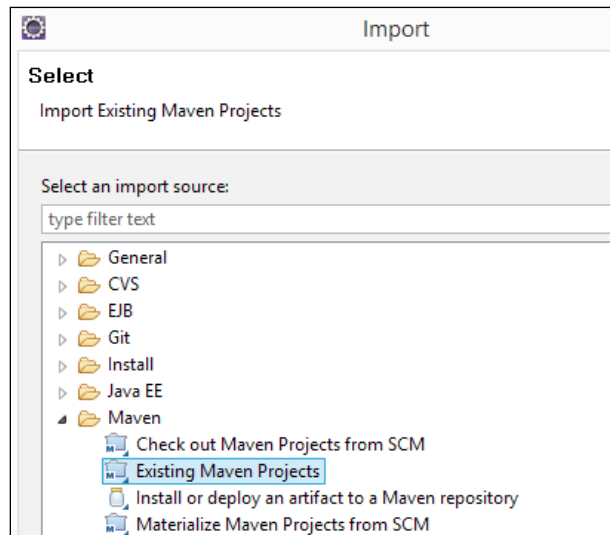 Import
Select
Import Existing Maven Projects
Select an import source:
type filter text
General
CVS
EJB
Git
Install
Java EE
Maven
Check out Maven Projects from SCM
Existing Maven Projects
Install or deploy an artifact to a Maven repository
Materialize Maven Projects from SCM